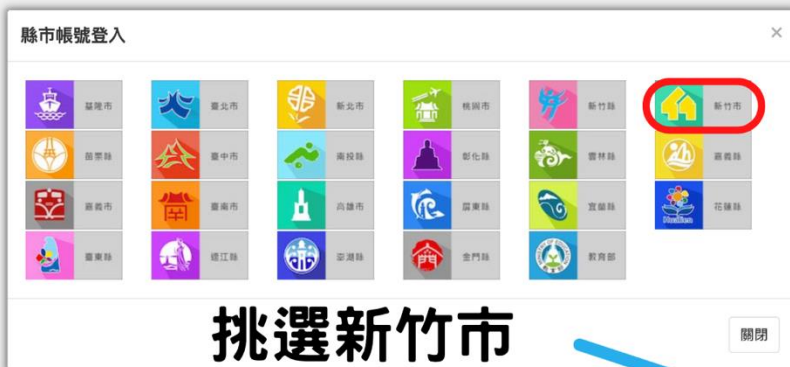 縣市帳號登入 ×
基隆市 臺北市 新北市 桃園市 新竹縣 新竹市
苗栗縣 臺中市 南投縣 彰化縣 雲林縣 嘉義縣
嘉義市 臺南市 高雄市 屏東縣 宜蘭縣 花蓮縣
Hualien
臺東縣 連江縣 澎湖縣 金門縣 教育部
挑選新竹市
關閉